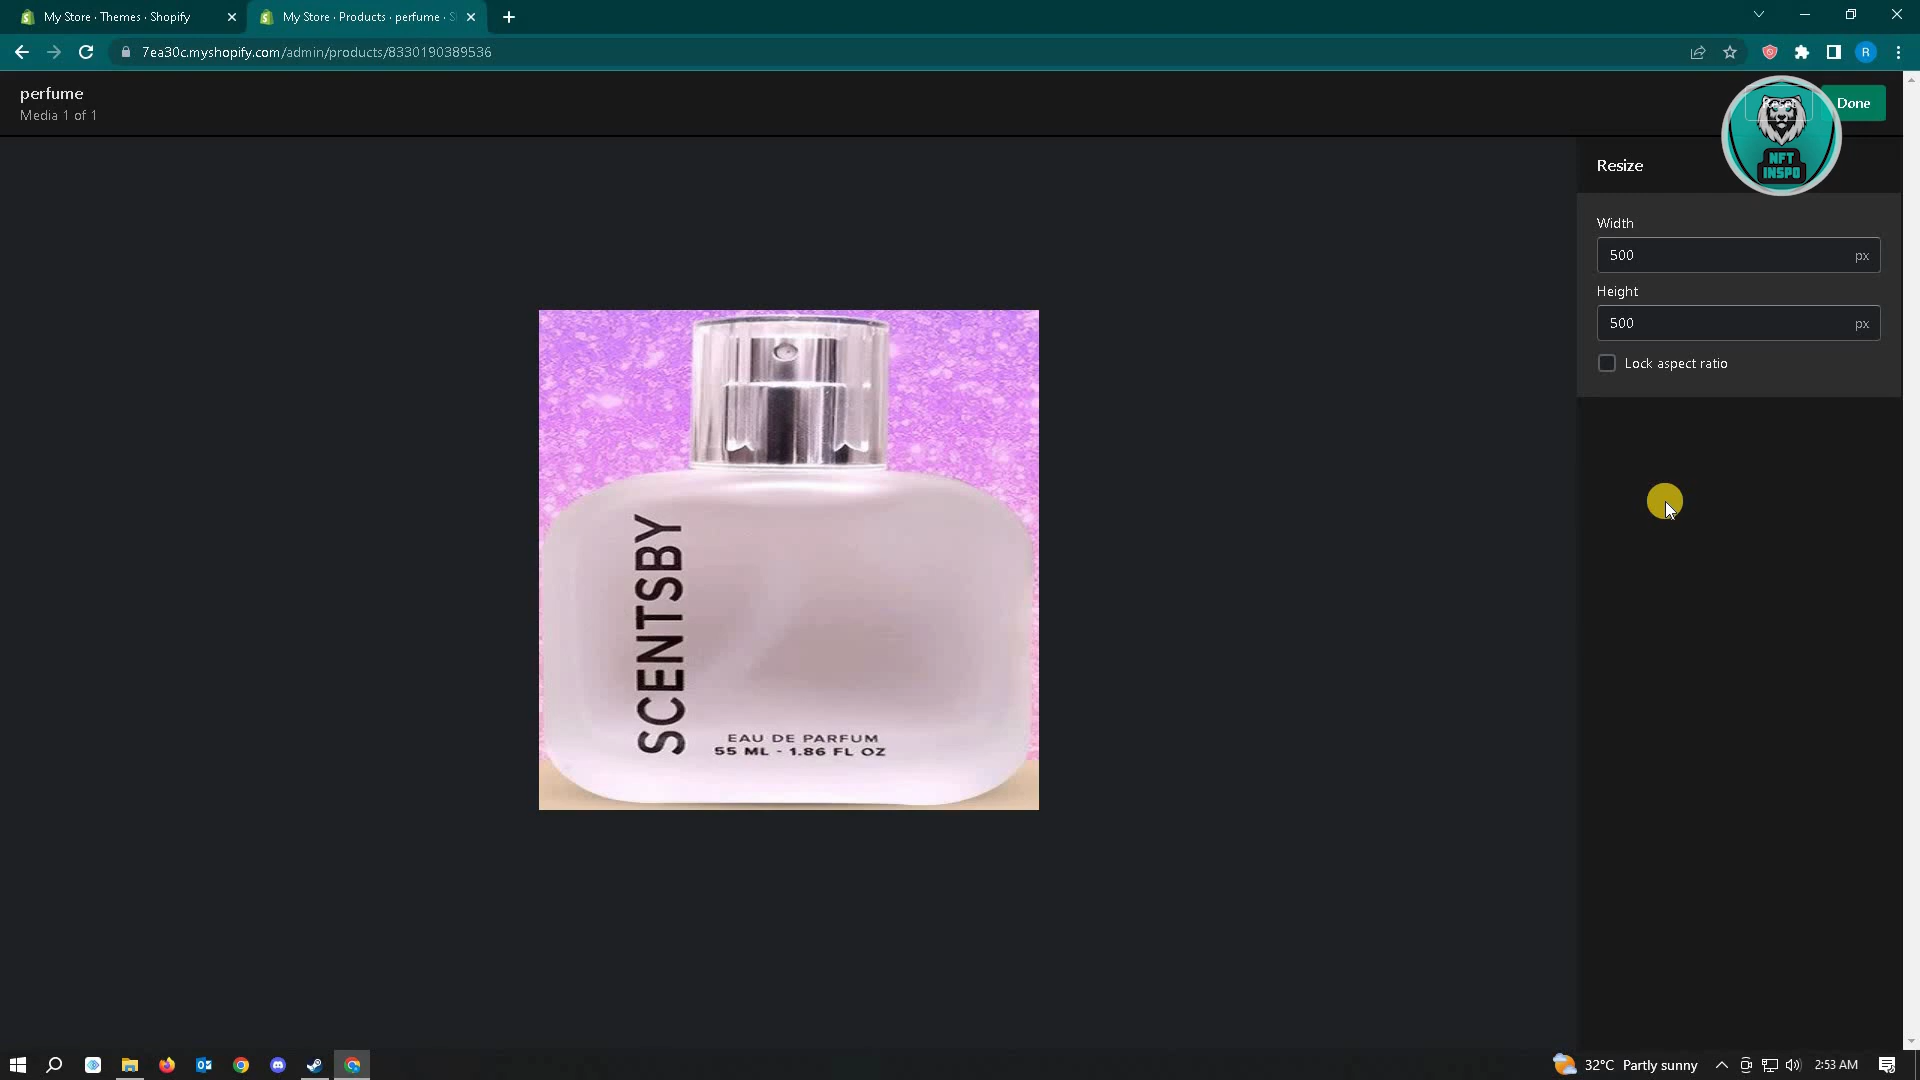 My Store · Themes · Shopify
My Store · Products · perfume · S
7ea30c.myshopify.com/admin/products/8330190389536
R
perfume
Media 1 of 1
Reset
Done
NFT
INSPO
Resize
Width
500 px
Height
500 px
Lock aspect ratio
SCENTSBY
EAU DE PARFUM
55 ML - 1.86 FL OZ
32°C Partly sunny
2:53 AM